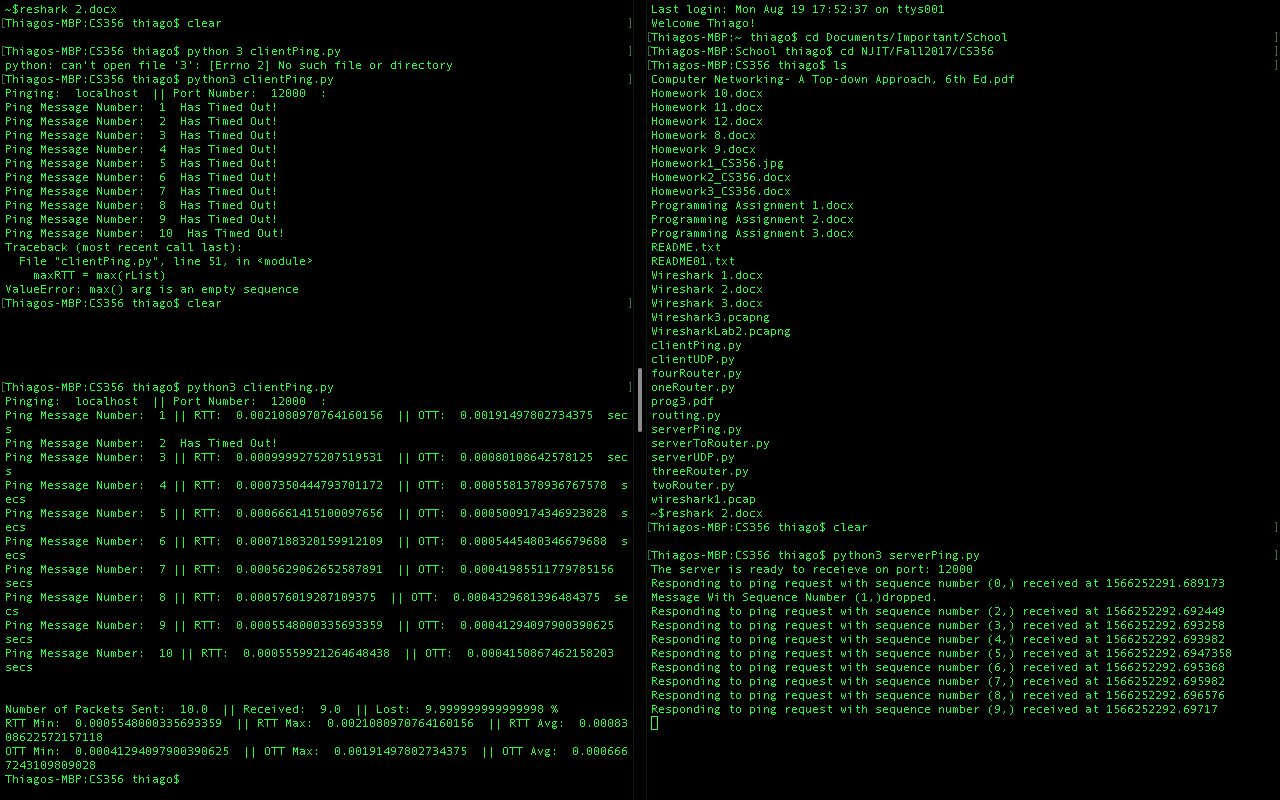 ~$reshark 2.docx
[Thiagos-MBP:CS356 thiago$ clear ]
[Thiagos-MBP:CS356 thiago$ python 3 clientPing.py ]
python: can't open file '3': [Errno 2] No such file or directory
[Thiagos-MBP:CS356 thiago$ python3 clientPing.py ]
Pinging:  localhost  || Port Number:  12000  :
Ping Message Number:  1  Has Timed Out!
Ping Message Number:  2  Has Timed Out!
Ping Message Number:  3  Has Timed Out!
Ping Message Number:  4  Has Timed Out!
Ping Message Number:  5  Has Timed Out!
Ping Message Number:  6  Has Timed Out!
Ping Message Number:  7  Has Timed Out!
Ping Message Number:  8  Has Timed Out!
Ping Message Number:  9  Has Timed Out!
Ping Message Number:  10  Has Timed Out!
Traceback (most recent call last):
  File "clientPing.py", line 51, in <module>
    maxRTT = max(rList)
ValueError: max() arg is an empty sequence
[Thiagos-MBP:CS356 thiago$ clear ]
[Thiagos-MBP:CS356 thiago$ python3 clientPing.py ]
Pinging:  localhost  || Port Number:  12000  :
Ping Message Number:  1 || RTT:  0.0021080970764160156  || OTT:  0.00191497802734375  sec
s
Ping Message Number:  2  Has Timed Out!
Ping Message Number:  3 || RTT:  0.0009999275207519531  || OTT:  0.00080108642578125  sec
s
Ping Message Number:  4 || RTT:  0.0007350444793701172  || OTT:  0.0005581378936767578  s
ecs
Ping Message Number:  5 || RTT:  0.0006661415100097656  || OTT:  0.0005009174346923828  s
ecs
Ping Message Number:  6 || RTT:  0.0007188320159912109  || OTT:  0.0005445480346679688  s
ecs
Ping Message Number:  7 || RTT:  0.0005629062652587891  || OTT:  0.00041985511779785156
secs
Ping Message Number:  8 || RTT:  0.000576019287109375  || OTT:  0.0004329681396484375  se
cs
Ping Message Number:  9 || RTT:  0.0005548000335693359  || OTT:  0.00041294097900390625
secs
Ping Message Number:  10 || RTT:  0.0005559921264648438  || OTT:  0.0004150867462158203
secs
Number of Packets Sent:  10.0  || Received:  9.0  || Lost:  9.999999999999998 %
RTT Min:  0.0005548000335693359  || RTT Max:  0.0021080970764160156  || RTT Avg:  0.00083
08622572157118
OTT Min:  0.00041294097900390625  || OTT Max:  0.00191497802734375  || OTT Avg:  0.000666
7243109809028
Thiagos-MBP:CS356 thiago$
Last login: Mon Aug 19 17:52:37 on ttys001
Welcome Thiago!
[Thiagos-MBP:~ thiago$ cd Documents/Important/School ]
[Thiagos-MBP:School thiago$ cd NJIT/Fall2017/CS356 ]
[Thiagos-MBP:CS356 thiago$ ls ]
Computer Networking- A Top-down Approach, 6th Ed.pdf
Homework 10.docx
Homework 11.docx
Homework 12.docx
Homework 8.docx
Homework 9.docx
Homework1_CS356.jpg
Homework2_CS356.docx
Homework3_CS356.docx
Programming Assignment 1.docx
Programming Assignment 2.docx
Programming Assignment 3.docx
README.txt
README01.txt
Wireshark 1.docx
Wireshark 2.docx
Wireshark 3.docx
Wireshark3.pcapng
WiresharkLab2.pcapng
clientPing.py
clientUDP.py
fourRouter.py
oneRouter.py
prog3.pdf
routing.py
serverPing.py
serverToRouter.py
serverUDP.py
threeRouter.py
twoRouter.py
wireshark1.pcap
~$reshark 2.docx
[Thiagos-MBP:CS356 thiago$ clear ]
[Thiagos-MBP:CS356 thiago$ python3 serverPing.py ]
The server is ready to receieve on port: 12000
Responding to ping request with sequence number (0,) received at 1566252291.689173
Message With Sequence Number (1,)dropped.
Responding to ping request with sequence number (2,) received at 1566252292.692449
Responding to ping request with sequence number (3,) received at 1566252292.693258
Responding to ping request with sequence number (4,) received at 1566252292.693982
Responding to ping request with sequence number (5,) received at 1566252292.6947358
Responding to ping request with sequence number (6,) received at 1566252292.695368
Responding to ping request with sequence number (7,) received at 1566252292.695982
Responding to ping request with sequence number (8,) received at 1566252292.696576
Responding to ping request with sequence number (9,) received at 1566252292.69717